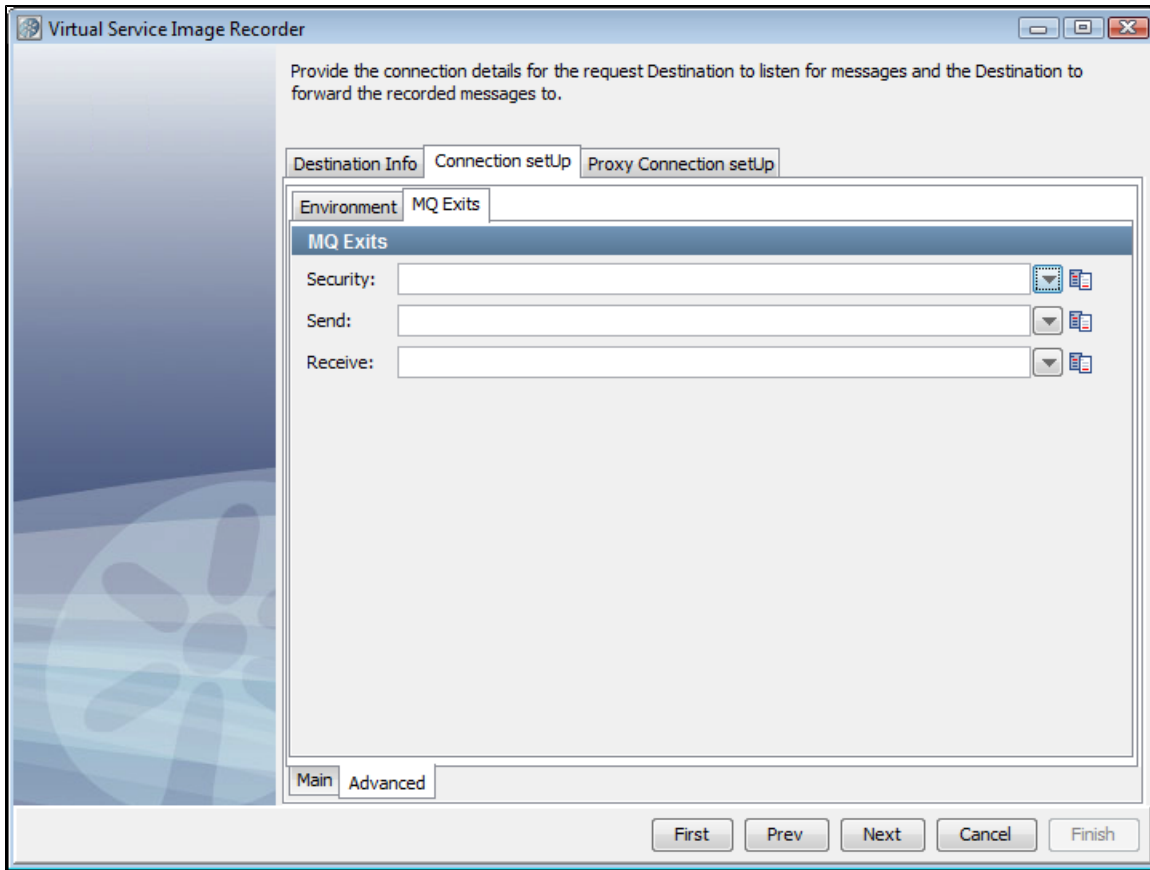 Virtual Service Image Recorder
Provide the connection details for the request Destination to listen for messages and the Destination to
forward the recorded messages to.
Destination Info Connection setUp Proxy Connection setUp
Environment MQ Exits
MQ Exits
Security:
Send:
Receive:
Main Advanced
First Prev Next Cancel Finish